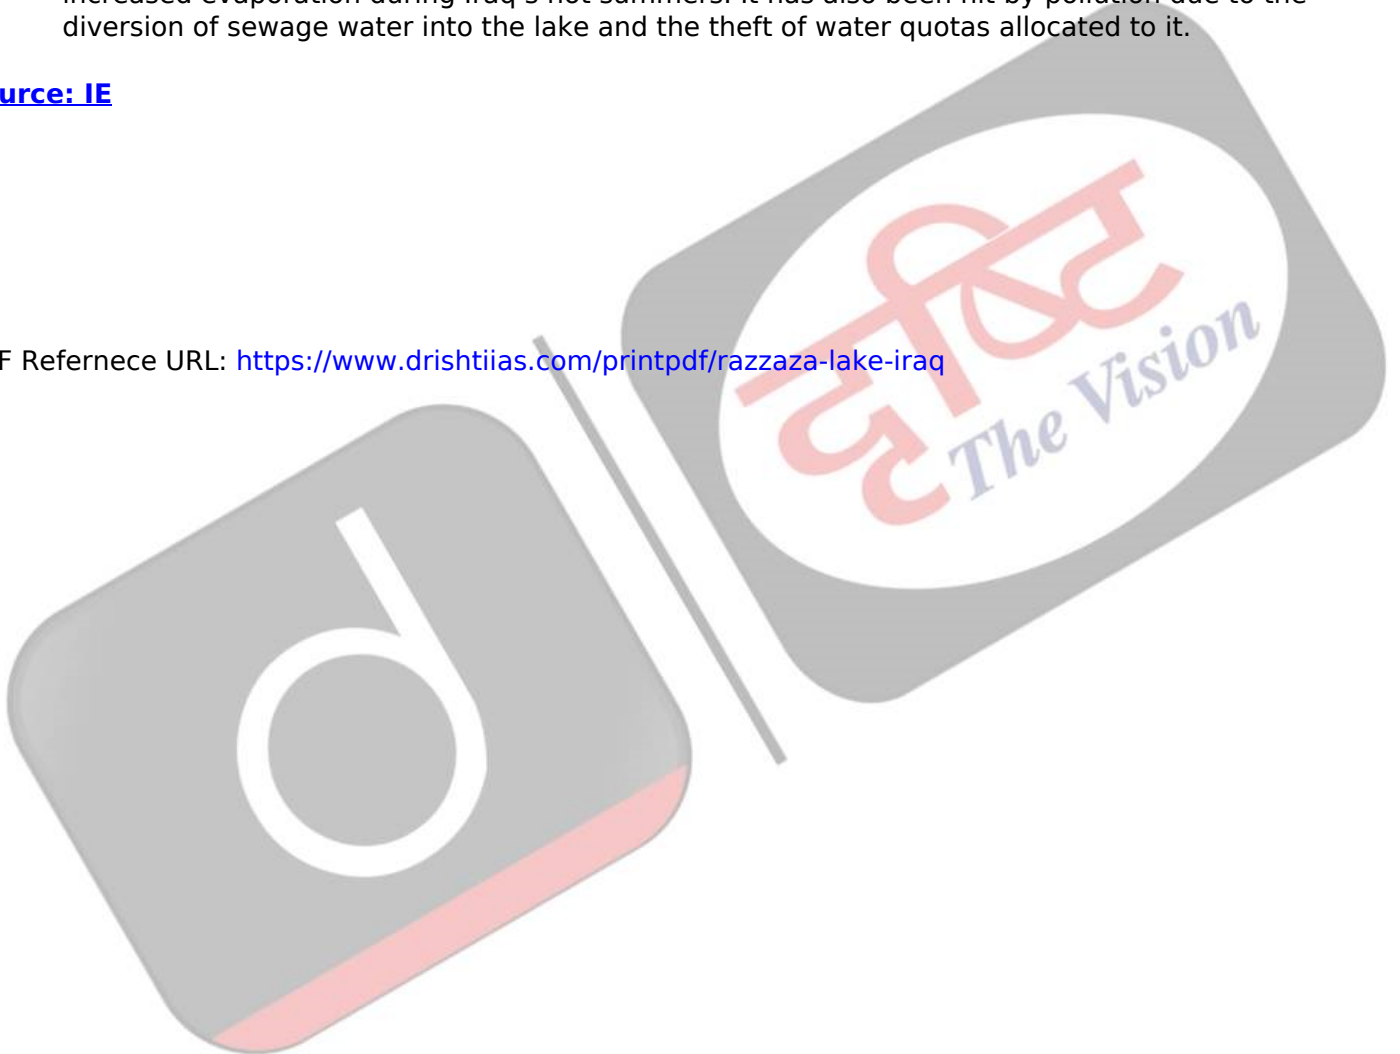 increased evaporation during Iraq's hot summers. It has also been hit by pollution due to the
diversion of sewage water into the lake and the theft of water quotas allocated to it.
urce: IE
F Refernece URL: https://www.drishtiias.com/printpdf/razzaza-lake-iraq
दृष्टि
The Vision
d